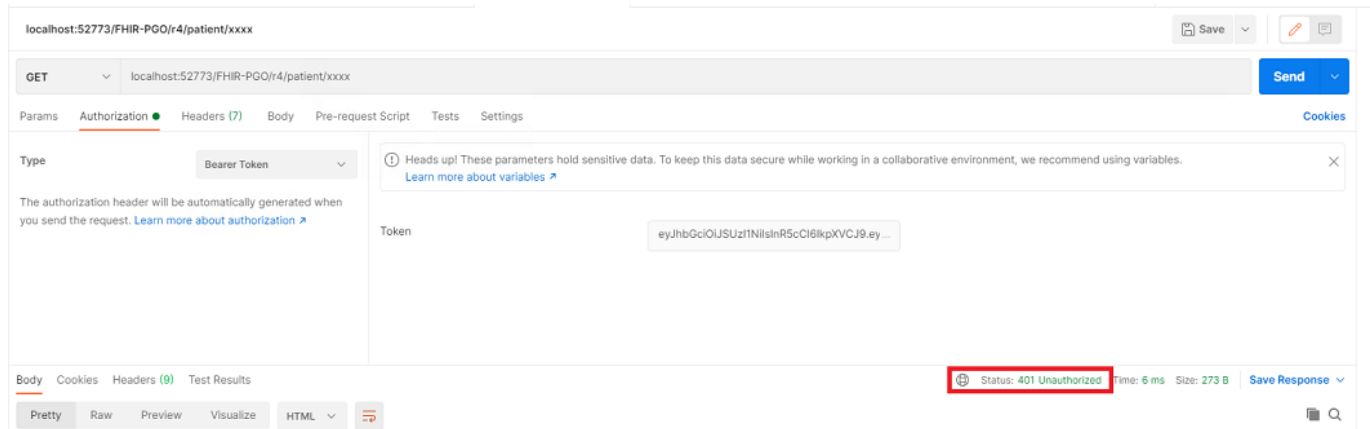 localhost:52773/FHIR-PGO/r4/patient/xxxx
Save
GET
localhost:52773/FHIR-PGO/r4/patient/xxxx
Send
Params Authorization Headers (7) Body Pre-request Script Tests Settings Cookies
Type
Bearer Token
Heads up! These parameters hold sensitive data. To keep this data secure while working in a collaborative environment, we recommend using variables.
Learn more about variables
The authorization header will be automatically generated when
you send the request. Learn more about authorization
Token
eyJhbGciOiJSUzI1NiIsInR5cCI6IkpXVCJ9.ey...
Body Cookies Headers (9) Test Results
Status: 401 Unauthorized Time: 6 ms Size: 273 B Save Response
Pretty Raw Preview Visualize HTML